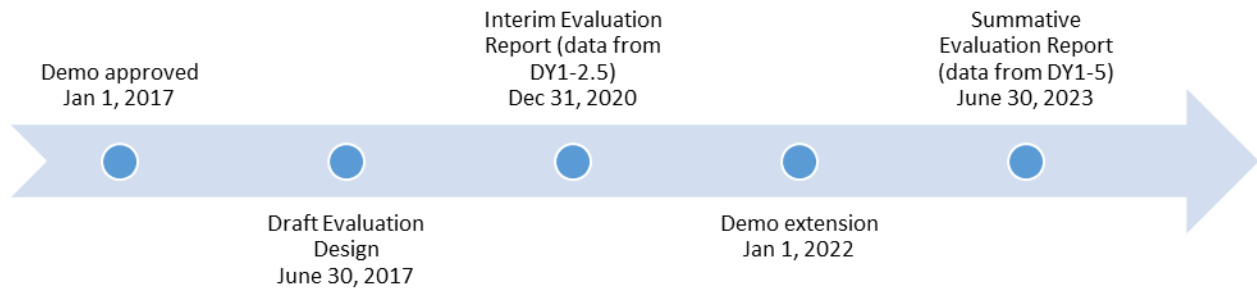 Demo approved
Jan 1, 2017
Draft Evaluation
Design
June 30, 2017
Interim Evaluation
Report (data from
DY1-2.5)
Dec 31, 2020
Demo extension
Jan 1, 2022
Summative
Evaluation Report
(data from DY1-5)
June 30, 2023